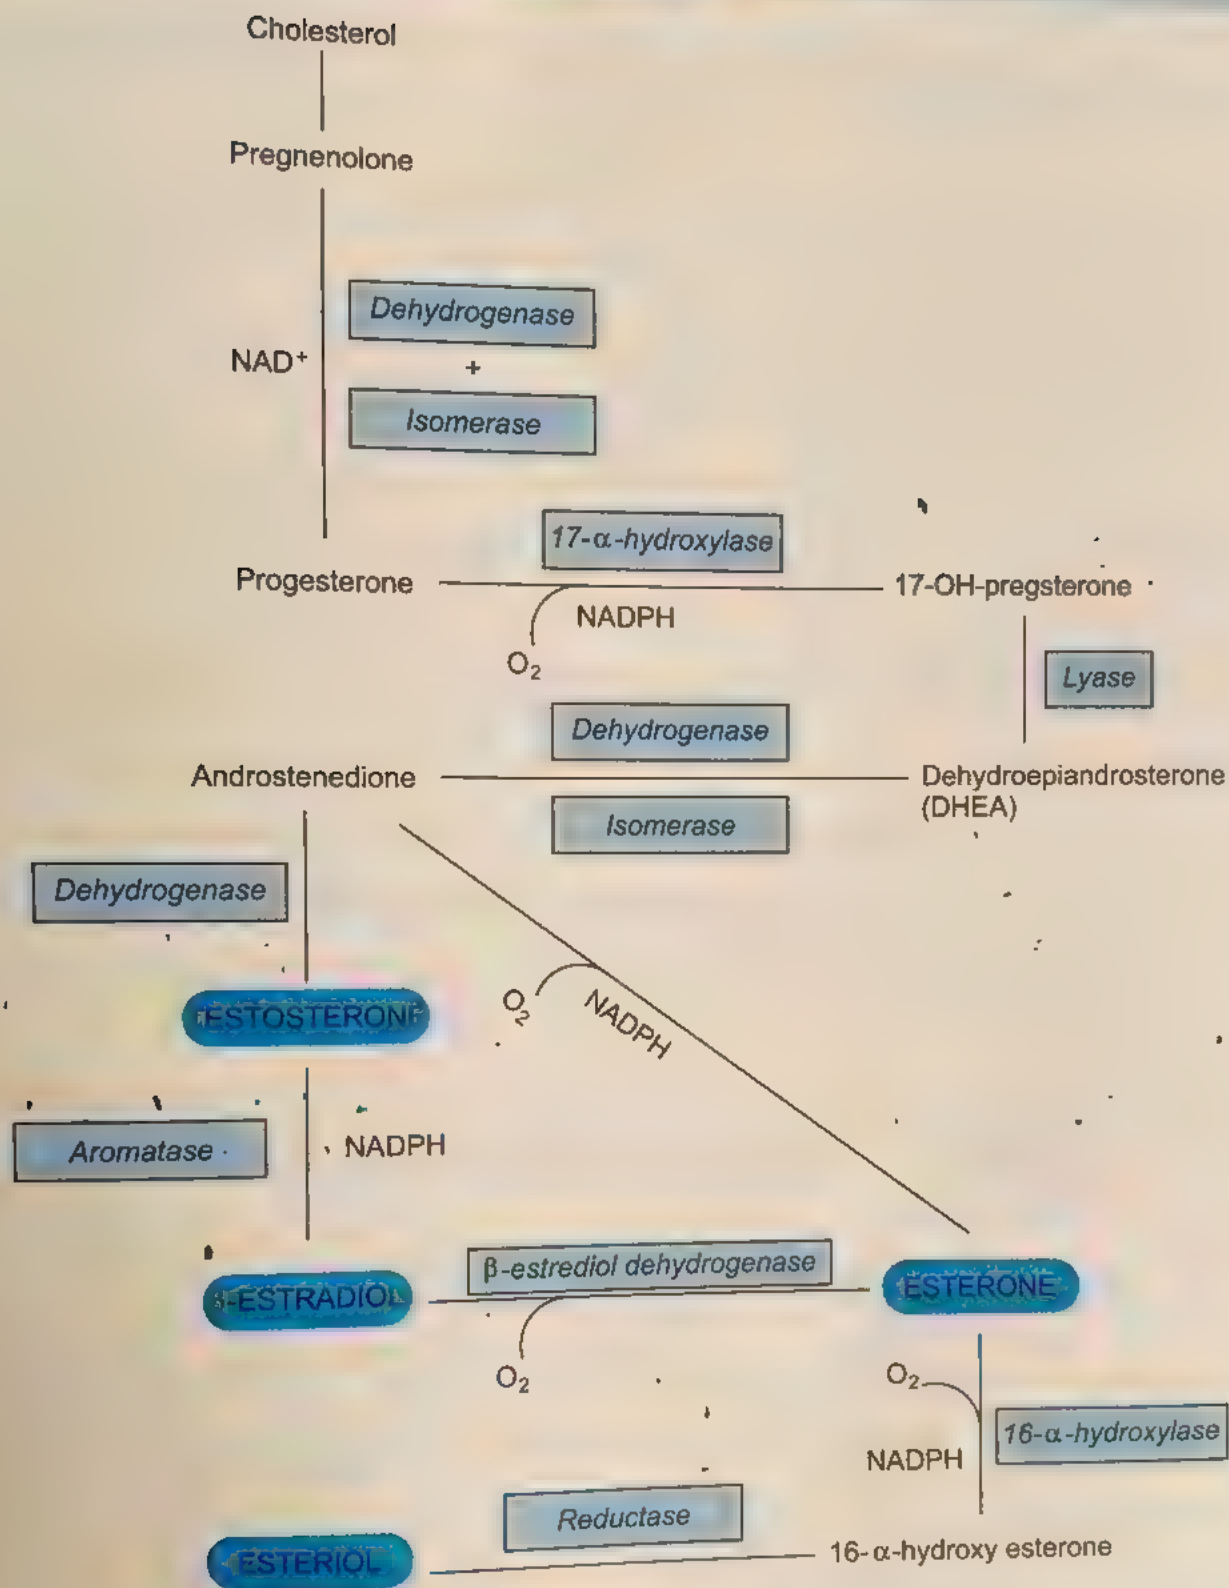 Cholesterol
Pregnenolone
Dehydrogenase
NAD+
+
Isomerase
17-α-hydroxylase
Progesterone
17-OH-pregsterone
NADPH
O2
Lyase
Dehydrogenase
Androstenedione
Dehydroepiandrosterone
(DHEA)
Isomerase
Dehydrogenase
O2
NADPH
ESTOSTERON
Aromatase
NADPH
β-estrediol dehydrogenase
-ESTRADIOL
ESTERONE
O2
O2
16-α-hydroxylase
NADPH
Reductase
ESTERIOL
16-α-hydroxy esterone